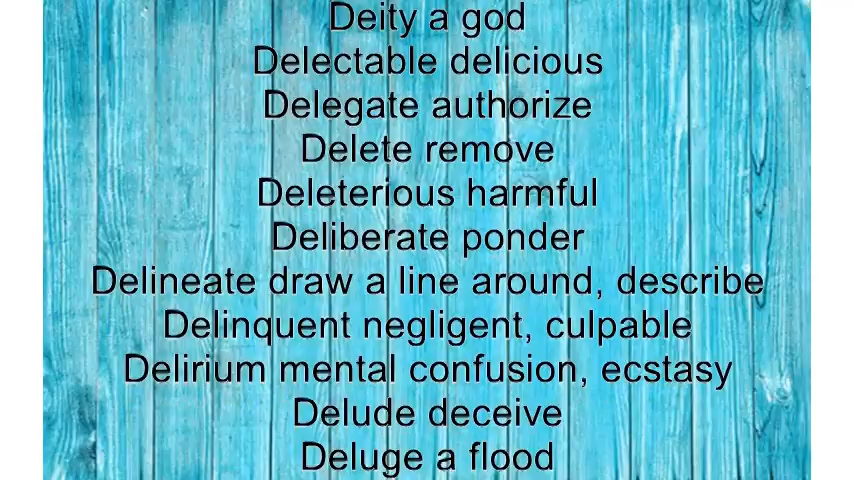 Deity a god
Delectable delicious
Delegate authorize
Delete remove
Deleterious harmful
Deliberate ponder
Delineate draw a line around, describe
Delinquent negligent, culpable
Delirium mental confusion, ecstasy
Delude deceive
Deluge a flood